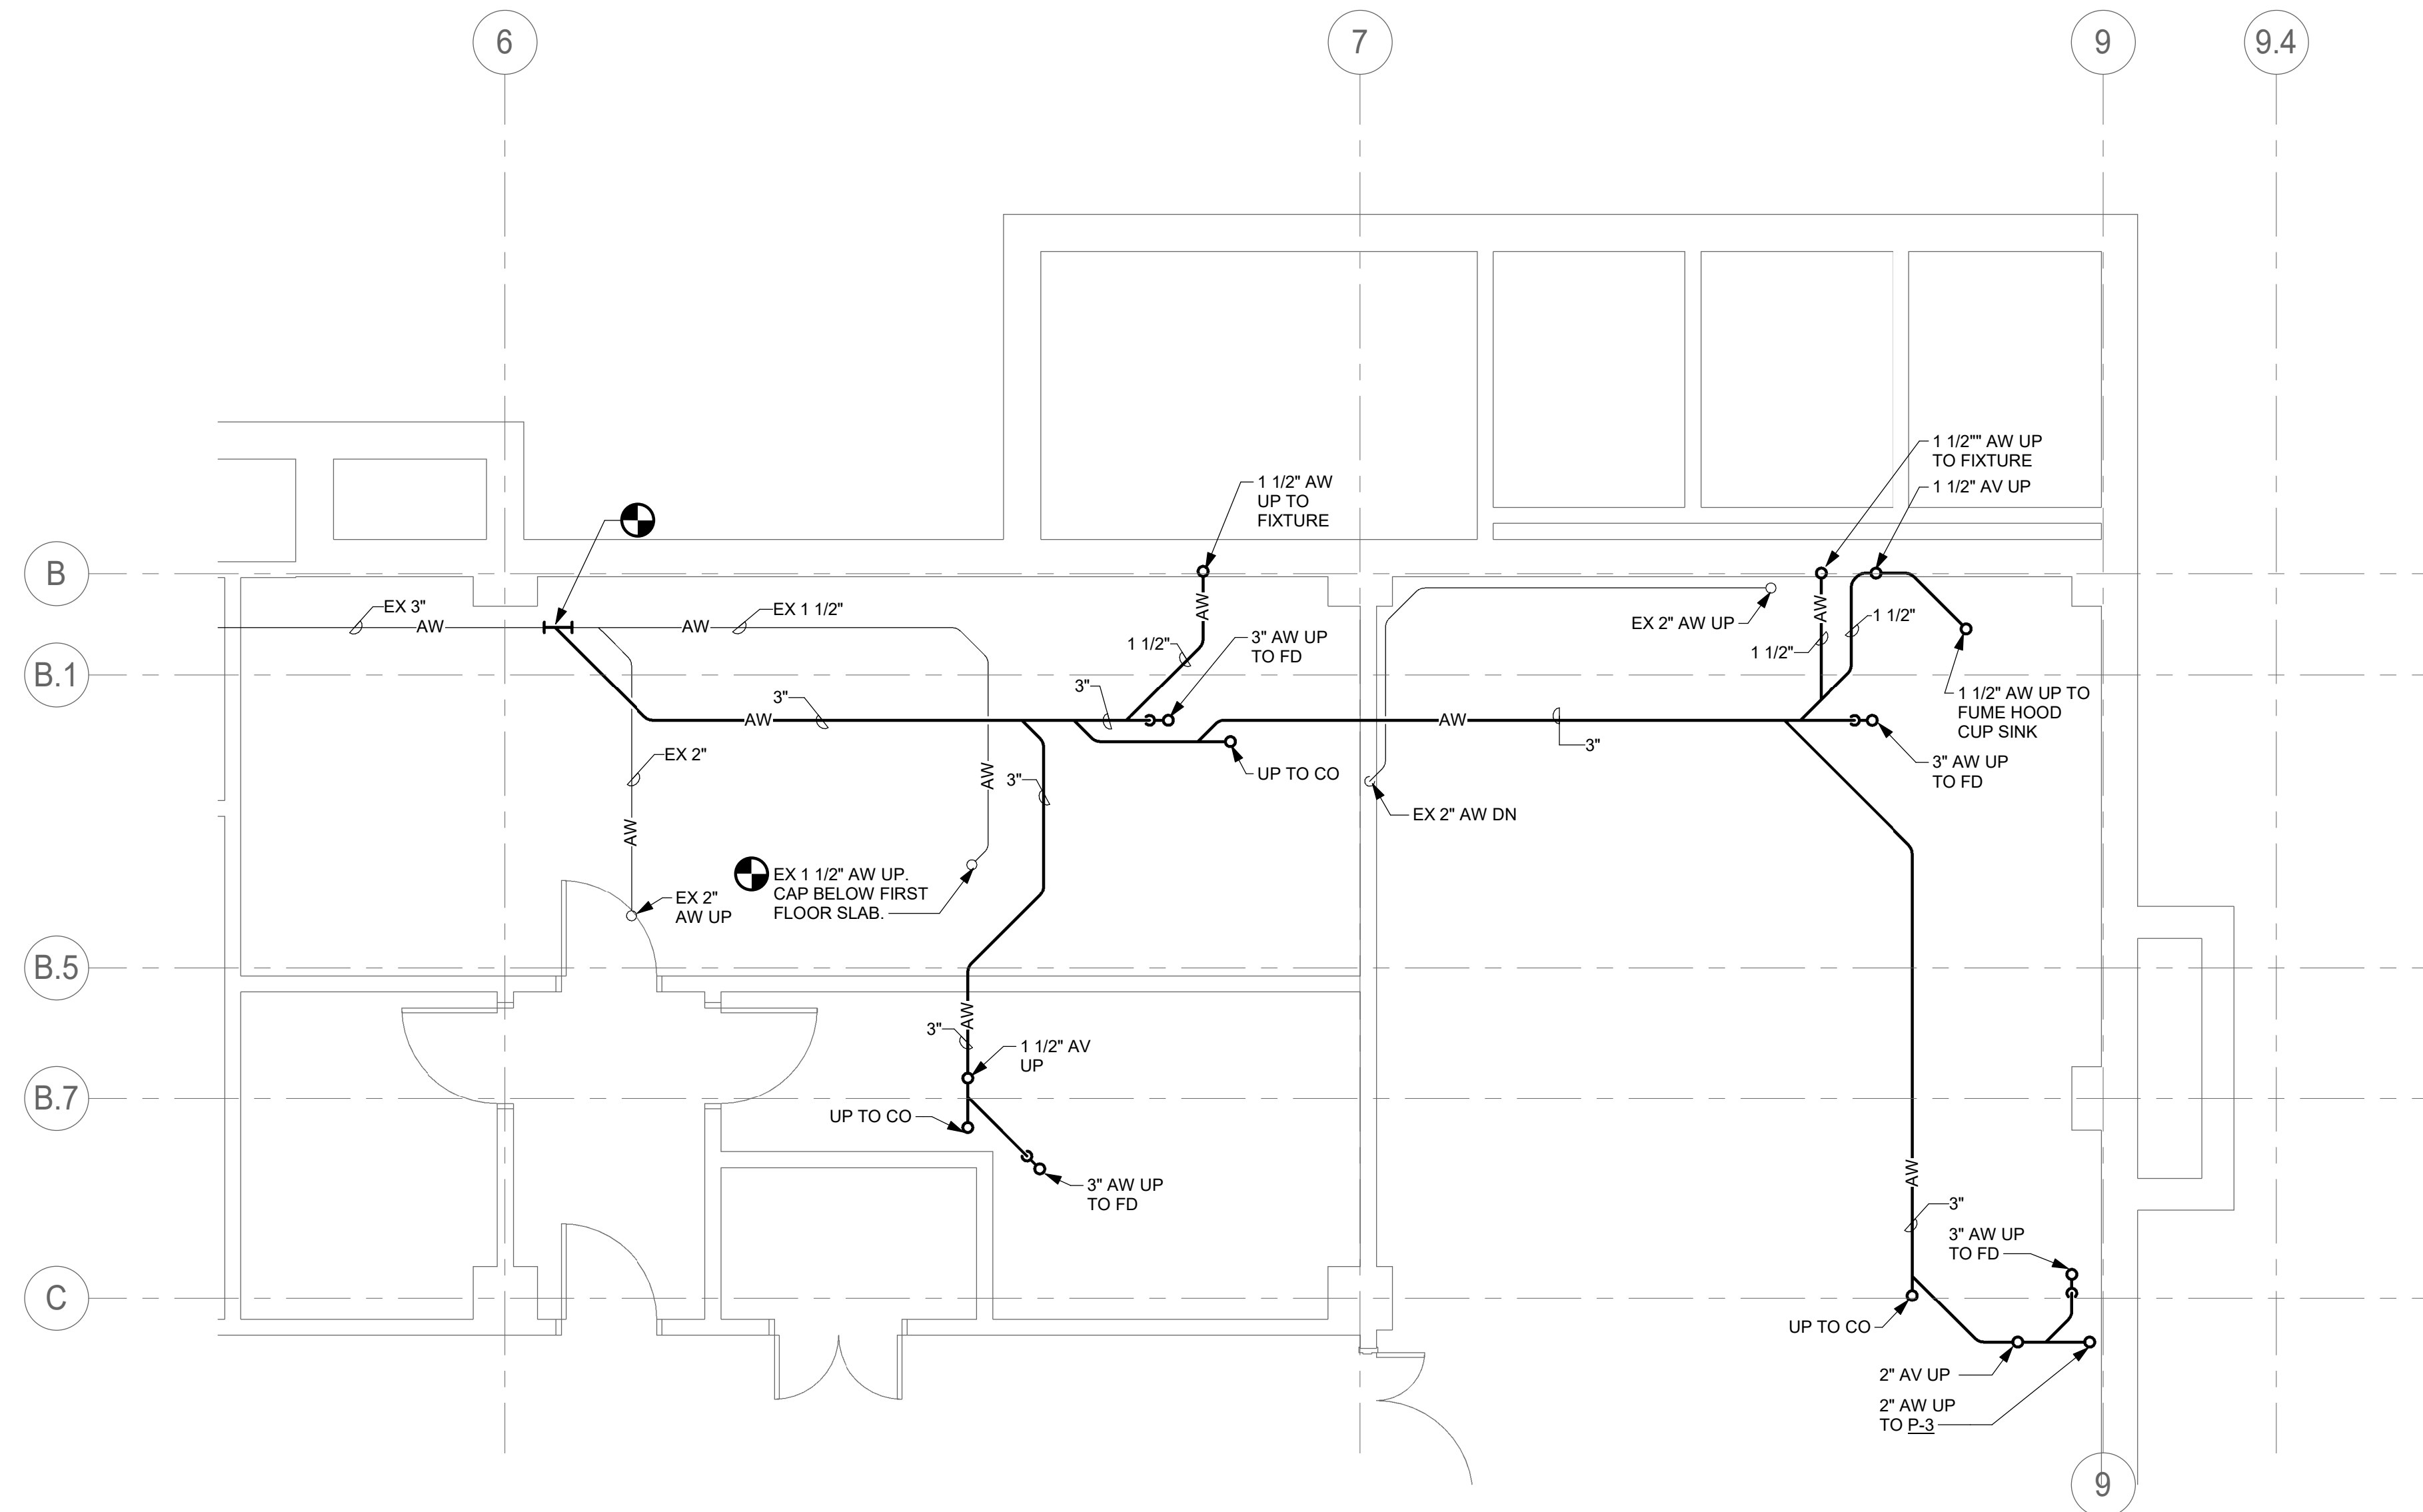 6
7
9
9.4
1 1/2"" AW UP
TO FIXTURE
1 1/2" AV UP
1 1/2" AW
UP TO
FIXTURE
B
EX 3"
AW
AW
EX 1 1/2"
AW
1 1/2"
3" AW UP
TO FD
EX 2" AW UP
AW
1 1/2"
1 1/2"
B.1
3"
AW
3"
AW
3"
1 1/2" AW UP TO
FUME HOOD
CUP SINK
EX 2"
AW
3"
AW
UP TO CO
3" AW UP
TO FD
EX 2" AW DN
EX 1 1/2" AW UP.
CAP BELOW FIRST
FLOOR SLAB.
EX 2"
AW UP
B.5
AW
3"
1 1/2" AV
UP
B.7
UP TO CO
3" AW UP
TO FD
AW
3"
3" AW UP
TO FD
C
UP TO CO
2" AV UP
2" AW UP
TO P-3
9